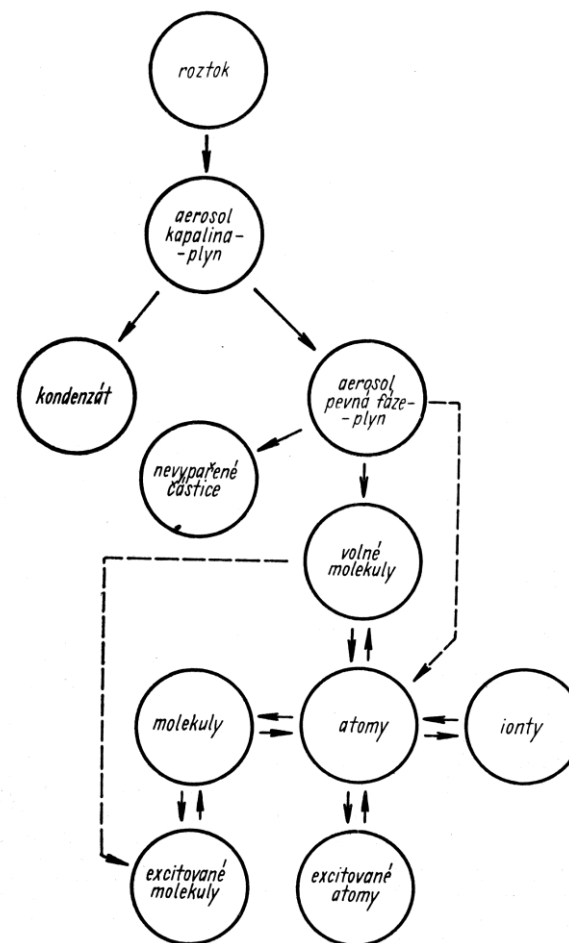 roztok
aerosol
kapalina-
-plyn
kondenzát
aerosol
pevná fáze-
-plyn
nevypařené
částice
volné
molekuly
molekuly
atomy
ionty
excitované
molekuly
excitované
atomy